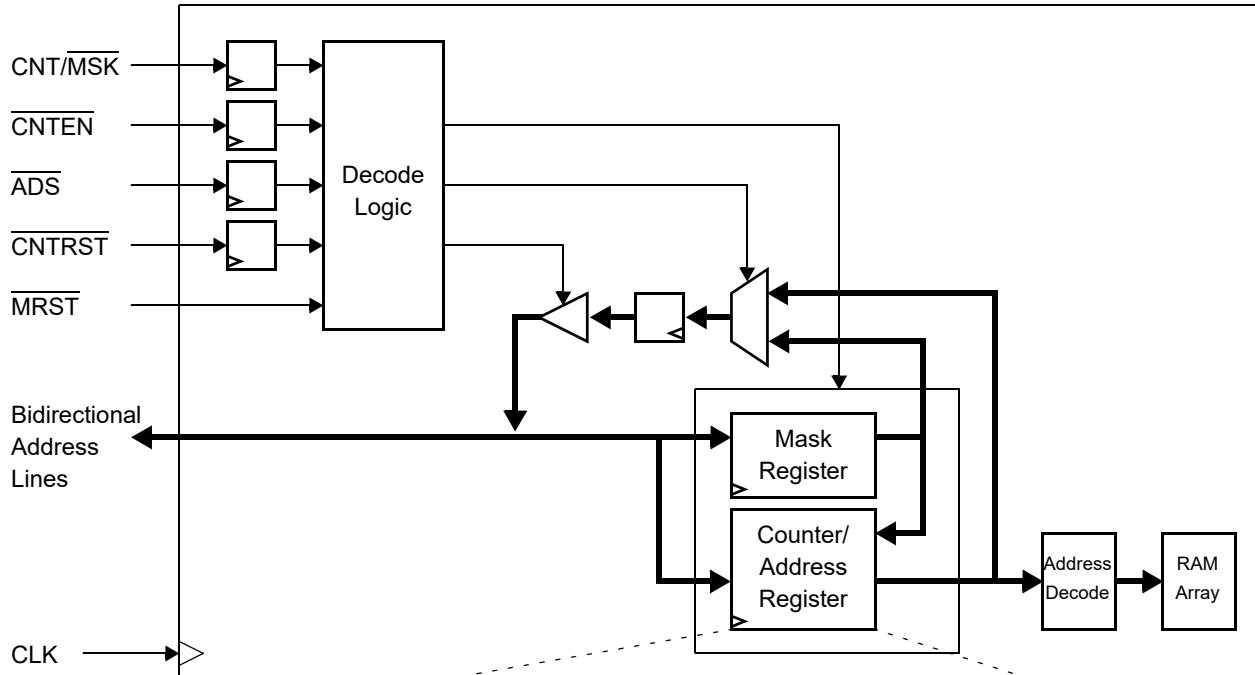 CNT/MSK
CNTEN
ADS
CNTRST
MRST
Decode
Logic
Bidirectional
Address
Lines
Mask
Register
Counter/
Address
Register
Address
Decode
RAM
Array
CLK